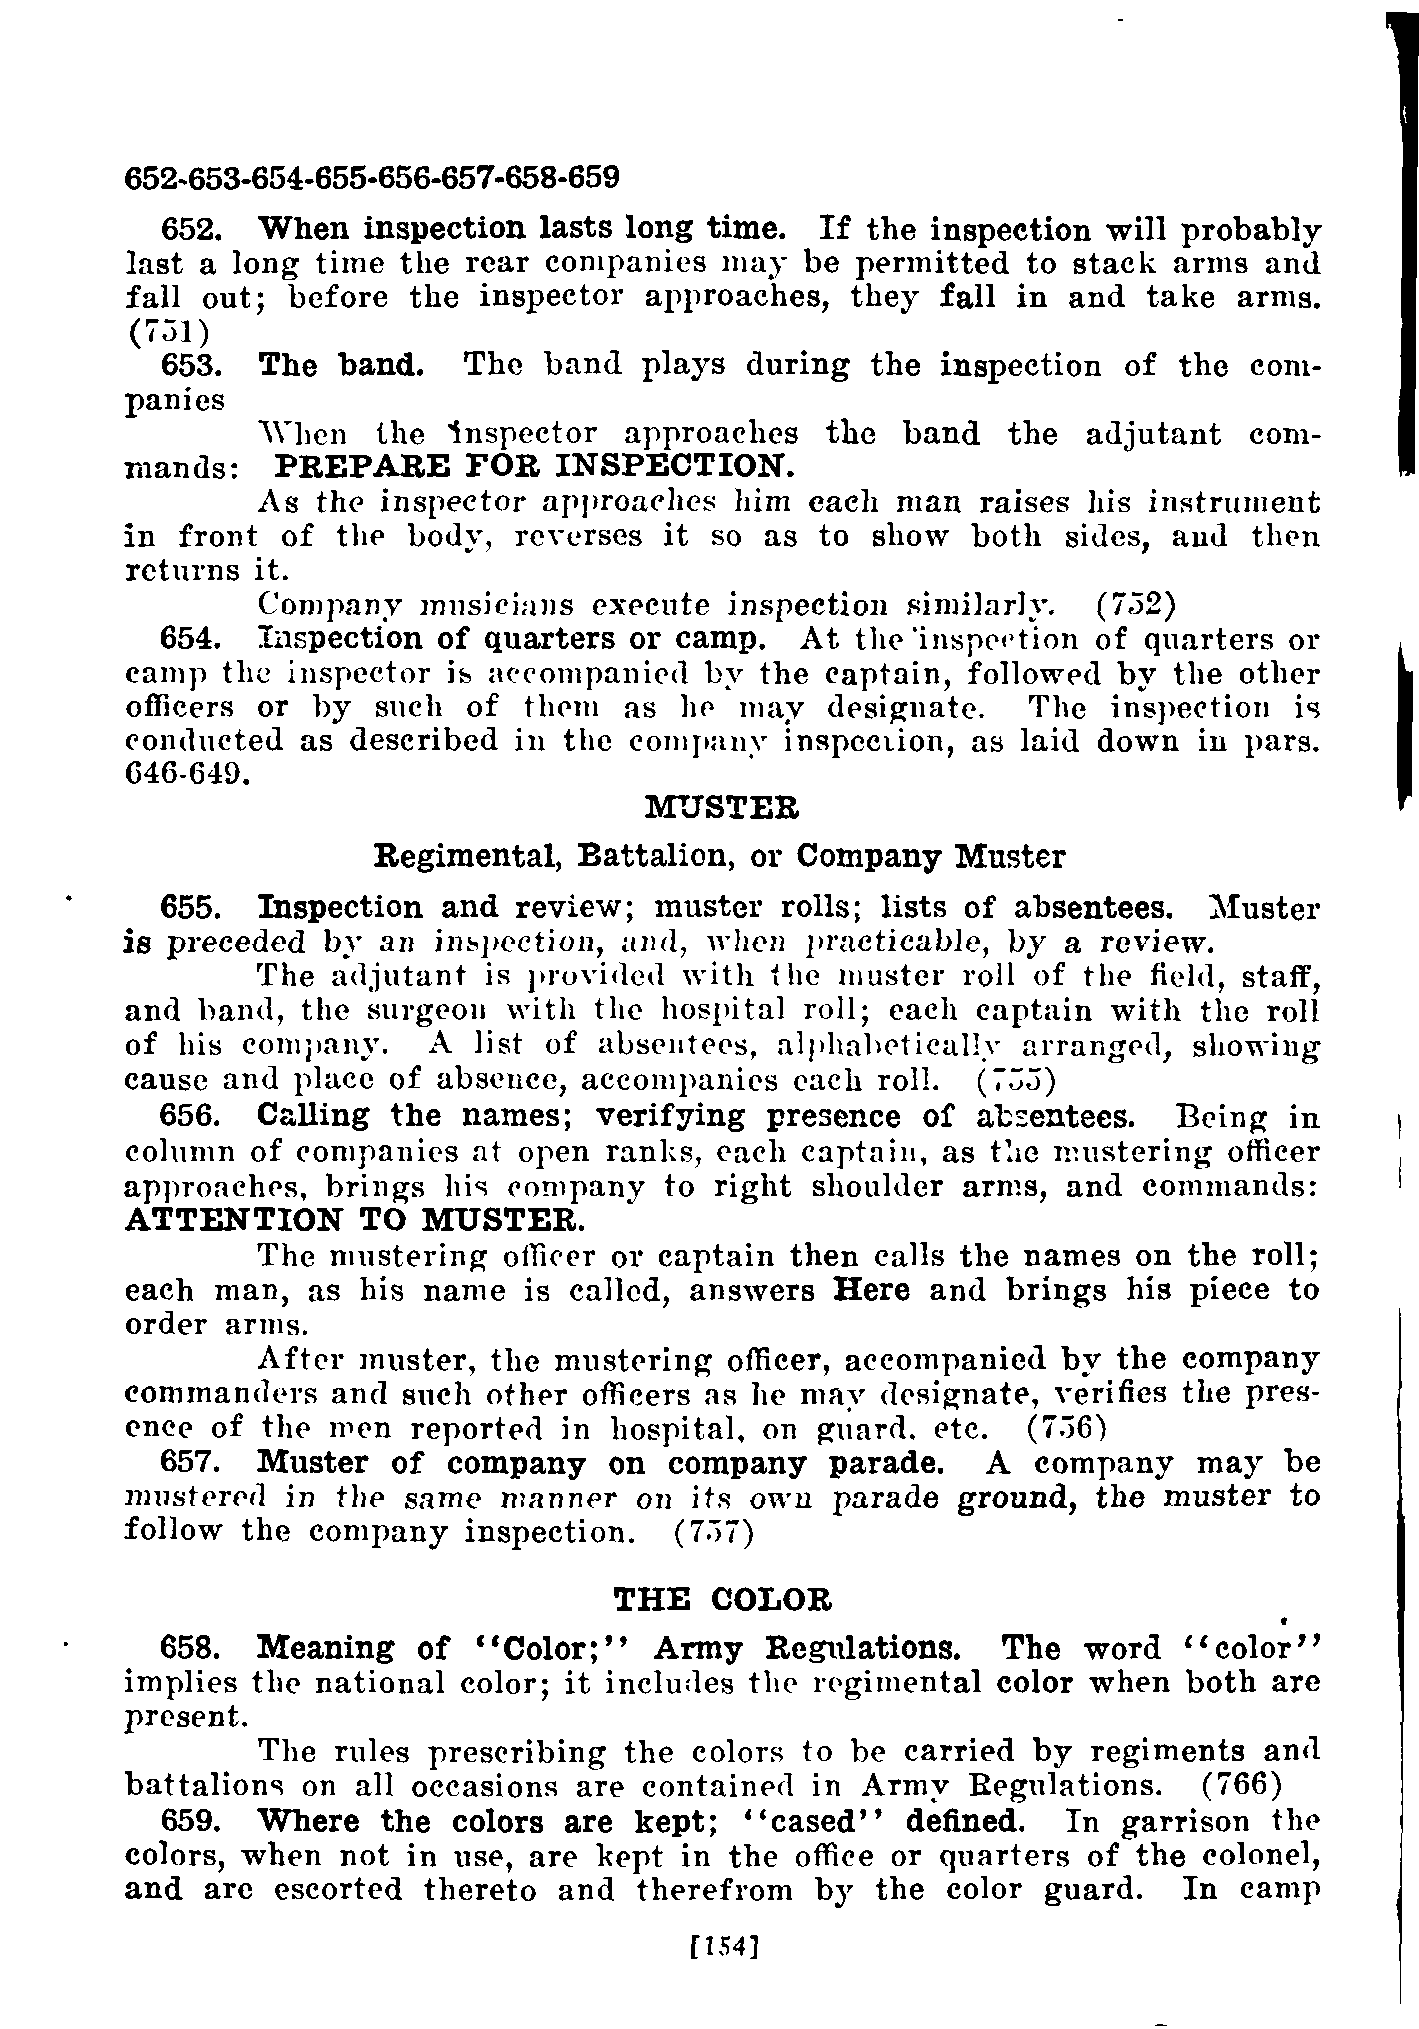 652-653-654-655-656-657-658-659
652. When inspection lasts long time. If the inspection will probably
last a long time the rear companies may be permitted to stack arms and
fall out; before the inspector approaches, they fall in and take arms.
(751)
653. The band. The band plays during the inspection of the com-
panies
When the inspector approaches the band the adjutant com-
mands: PREPARE FOR INSPECTION.
As the inspector approaches him each man raises his instrument
in front of the body, reverses it so as to show both sides, and then
returns it.
Company musicians execute inspection similarly. (752)
654. Inspection of quarters or camp. At the inspection of quarters or
camp the inspector is accompanied by the captain, followed by the other
officers or by such of them as he may designate. The inspection is
conducted as described in the company inspection, as laid down in pars.
646-649.
MUSTER
Regimental, Battalion, or Company Muster
655. Inspection and review; muster rolls; lists of absentees. Muster
is preceded by an inspection, and, when practicable, by a review.
The adjutant is provided with the muster roll of the field, staff,
and band, the surgeon with the hospital roll; each captain with the roll
of his company. A list of absentees, alphabetically arranged, showing
cause and place of absence, accompanies each roll. (755)
656. Calling the names; verifying presence of absentees. Being in
column of companies at open ranks, each captain, as the mustering officer
approaches, brings his company to right shoulder arms, and commands:
ATTENTION TO MUSTER.
The mustering officer or captain then calls the names on the roll;
each man, as his name is called, answers Here and brings his piece to
order arms.
After muster, the mustering officer, accompanied by the company
commanders and such other officers as he may designate, verifies the pres-
ence of the men reported in hospital, on guard. etc. (756)
657. Muster of company on company parade. A company may be
mustered in the same manner on its own parade ground, the muster to
follow the company inspection. (757)
THE COLOR
658. Meaning of "Color;" Army Regulations. The word "color"
implies the national color; it includes the regimental color when both are
present.
The rules prescribing the colors to be carried by regiments and
battalions on all occasions are contained in Army Regulations. (766)
659. Where the colors are kept; "cased" defined. In garrison the
colors, when not in use, are kept in the office or quarters of the colonel,
and are escorted thereto and therefrom by the color guard. In camp
[154]